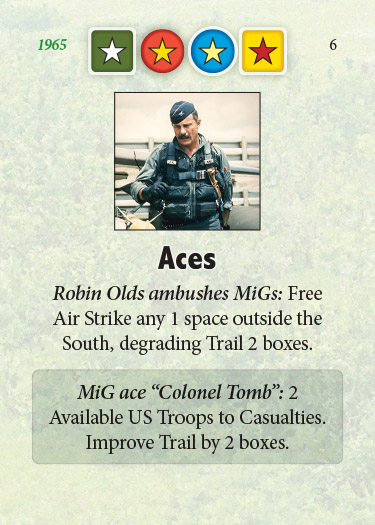 1965 6
Aces
Robin Olds ambushes MiGs: Free
Air Strike any 1 space outside the
South, degrading Trail 2 boxes.
MiG ace “Colonel Tomb”: 2
Available US Troops to Casualties.
Improve Trail by 2 boxes.